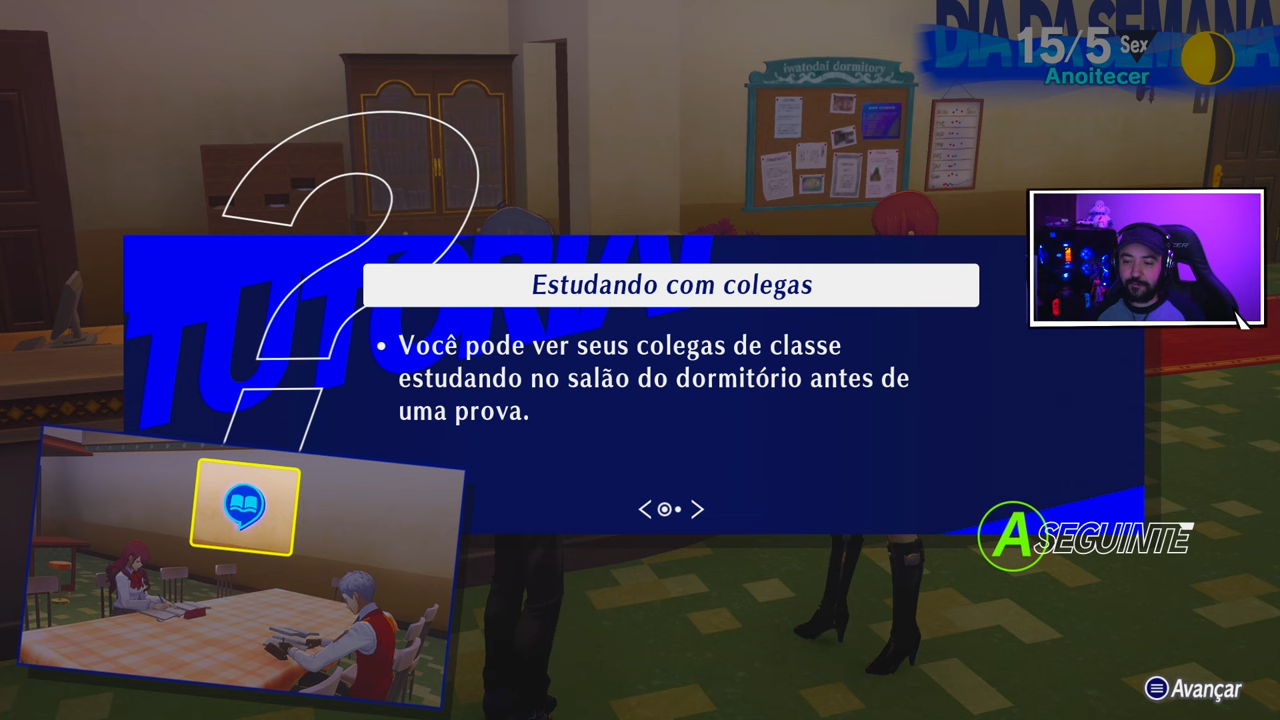 DIA DA SEMANA
15/5 Sex
Anoitecer
iwatodai dormitory
TUTORIAL
Estudando com colegas
• Você pode ver seus colegas de classe
estudando no salão do dormitório antes de
uma prova.
A SEGUINTE
Avançar